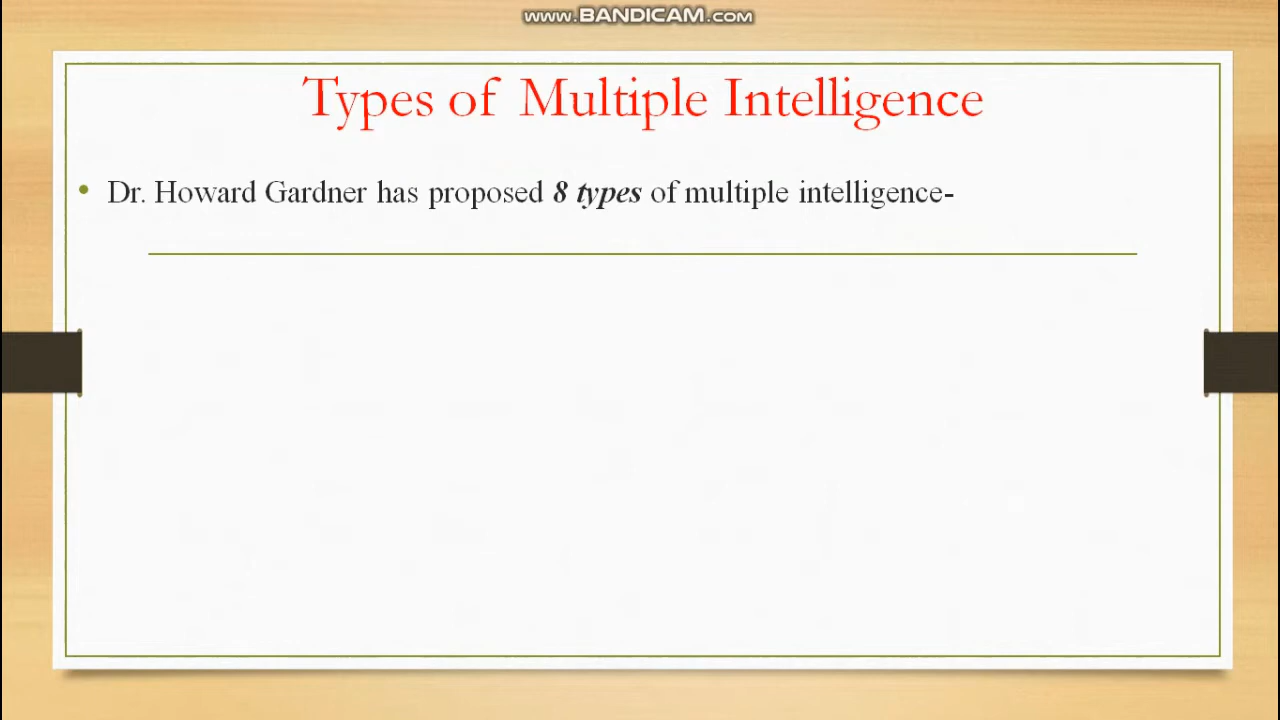 www.BANDICAM.com
Types of Multiple Intelligence
• Dr. Howard Gardner has proposed 8 types of multiple intelligence-